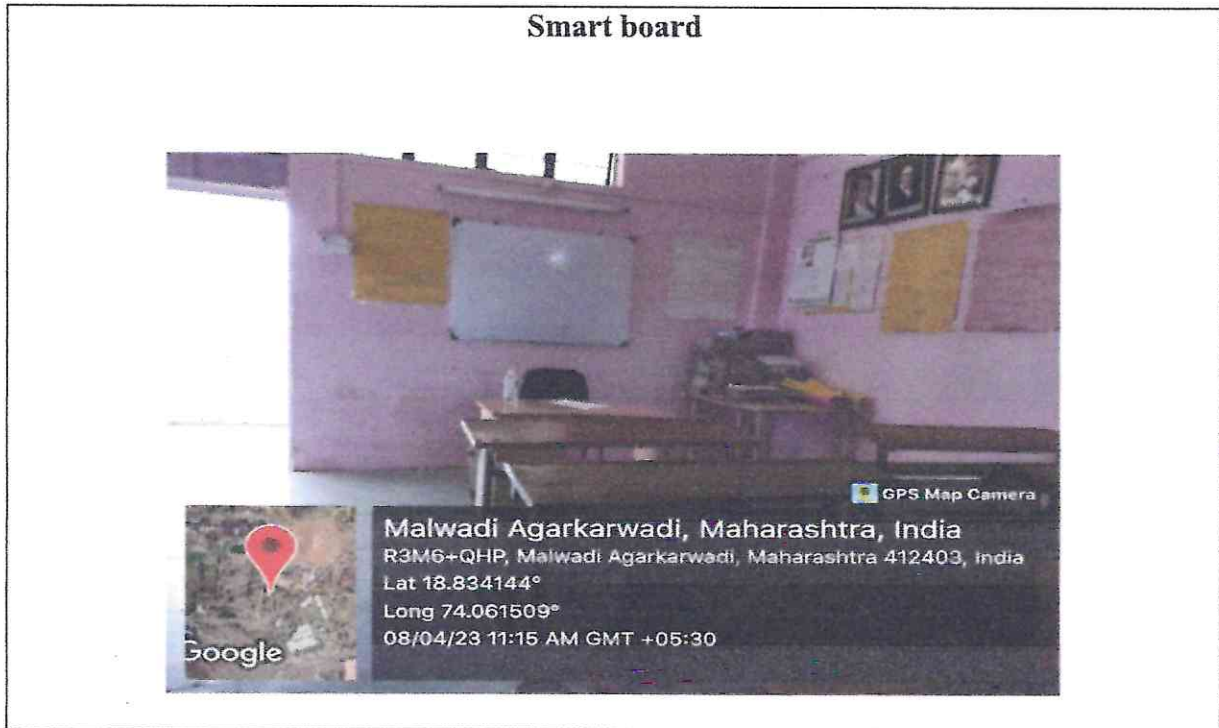 Smart board
GPS Map Camera
Malwadi Agarkarwadi, Maharashtra, India
R3M6+QHP, Malwadi Agarkarwadi, Maharashtra 412403, India
Lat 18.834144°
Long 74.061509°
08/04/23 11:15 AM GMT +05:30
Google